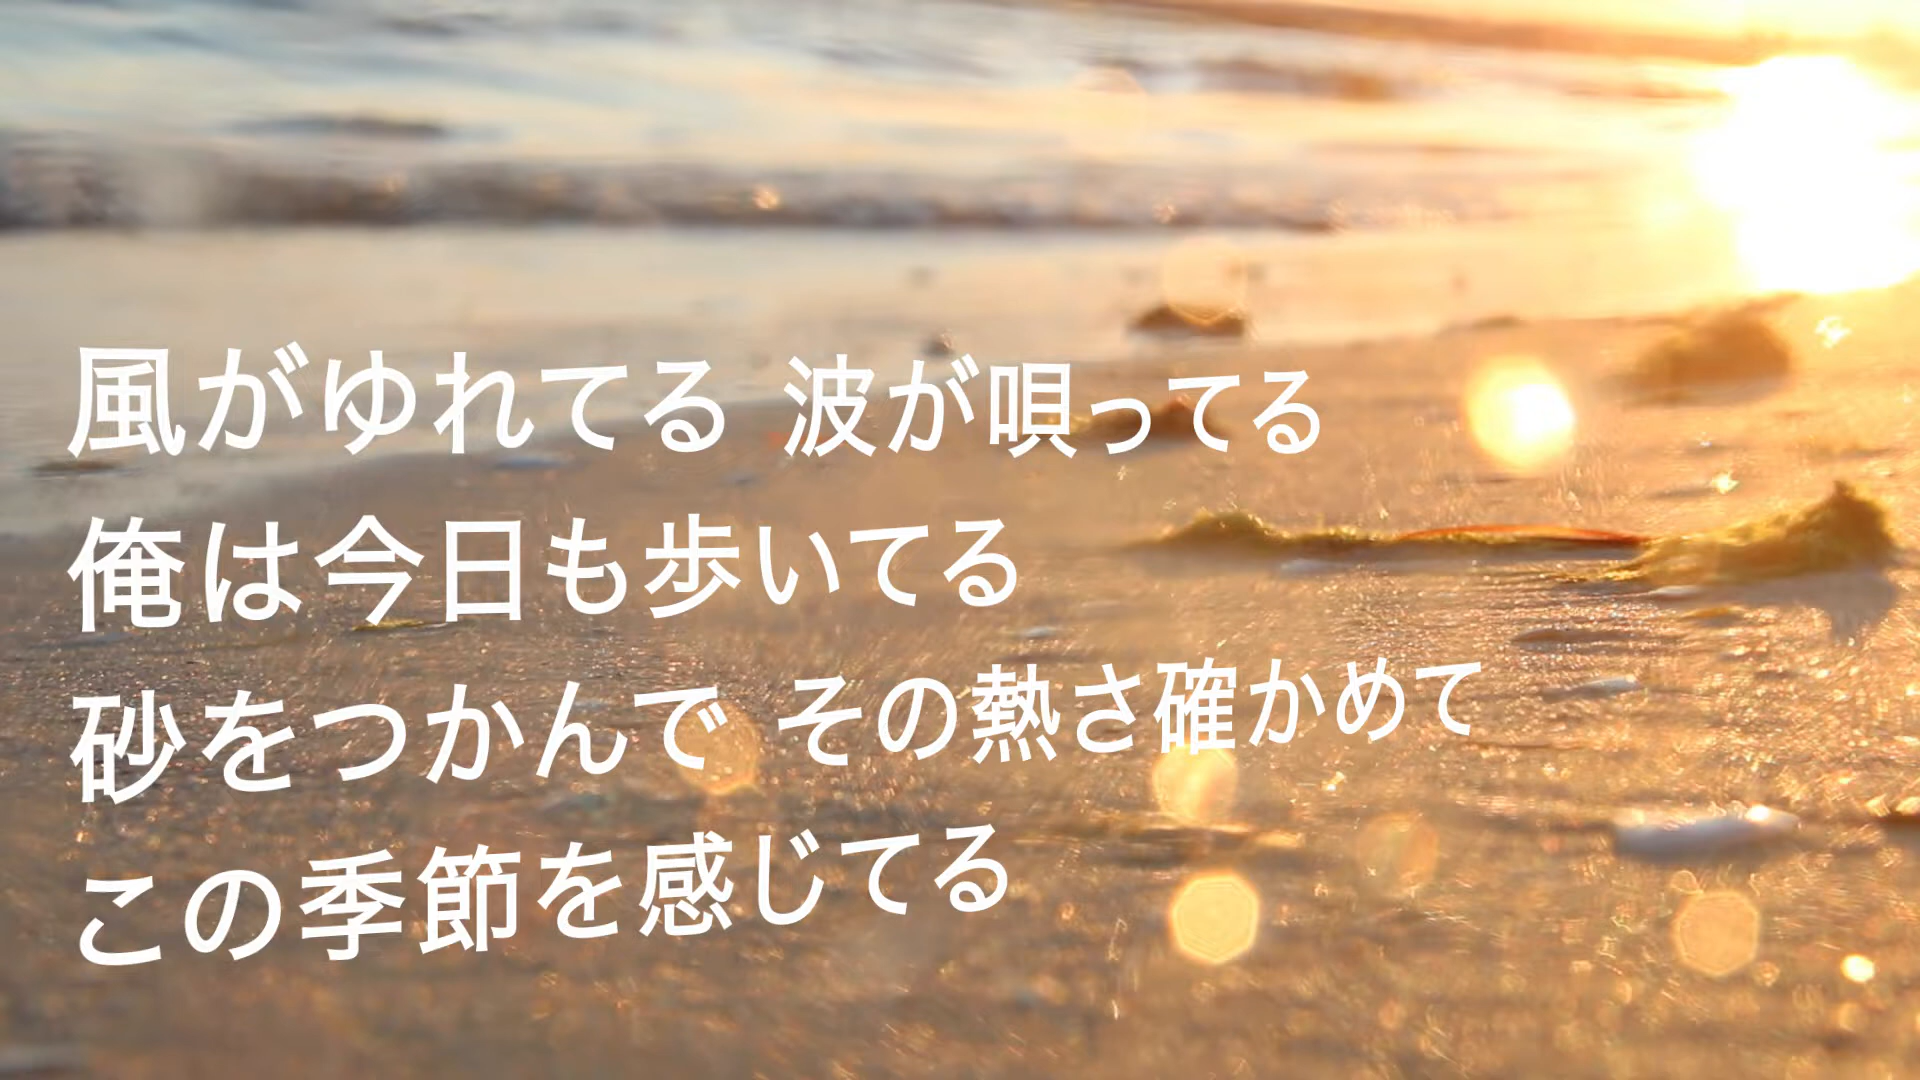 風がゆれてる 波が唄ってる
俺は今日も歩いてる
砂をつかんで その熱さ確かめて
この季節を感じてる